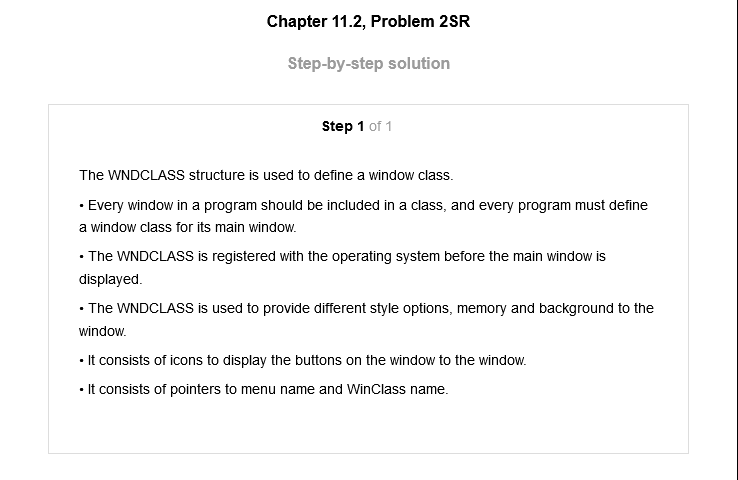 Chapter 11.2, Problem 2SR
Step-by-step solution
Step 1 of 1
The WNDCLASS structure is used to define a window class.
• Every window in a program should be included in a class, and every program must define
a window class for its main window.
• The WNDCLASS is registered with the operating system before the main window is
displayed.
• The WNDCLASS is used to provide different style options, memory and background to the
window.
• It consists of icons to display the buttons on the window to the window.
• It consists of pointers to menu name and WinClass name.